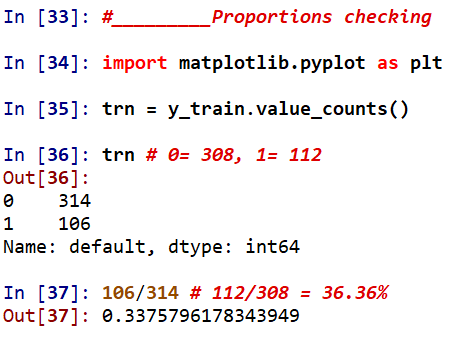 In [33]: #_________Proportions checking
In [34]: import matplotlib.pyplot as plt
In [35]: trn = y_train.value_counts()
In [36]: trn # 0= 308, 1= 112
Out[36]:
0    314
1    106
Name: default, dtype: int64
In [37]: 106/314 # 112/308 = 36.36%
Out[37]: 0.3375796178343949